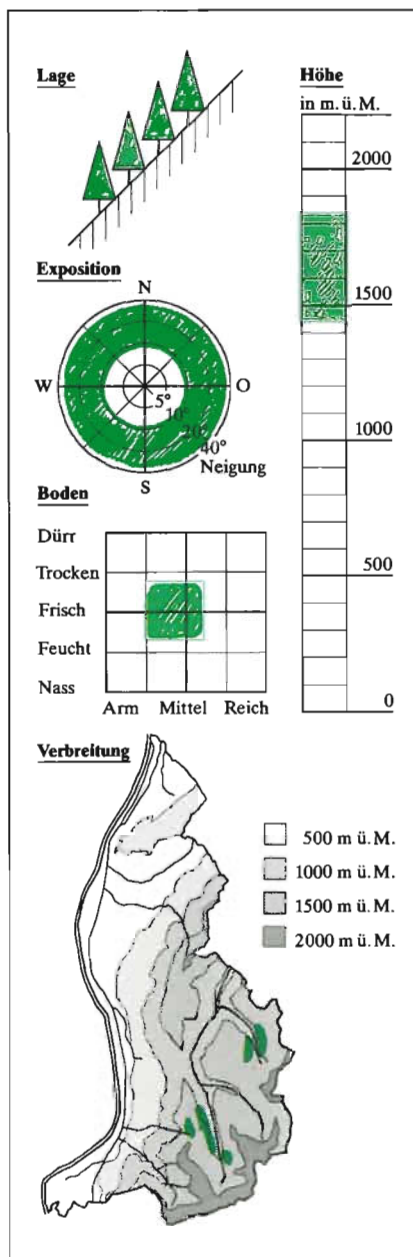 Lage
Exposition
N
W
O
S
5°
10°
20°
40°
Neigung
Boden
Dürr
Trocken
Frisch
Feucht
Nass
Arm Mittel Reich
Höhe
in m. ü. M.
2000
1500
1000
500
0
Verbreitung
500 m ü. M.
1000 m ü. M.
1500 m ü. M.
2000 m ü. M.